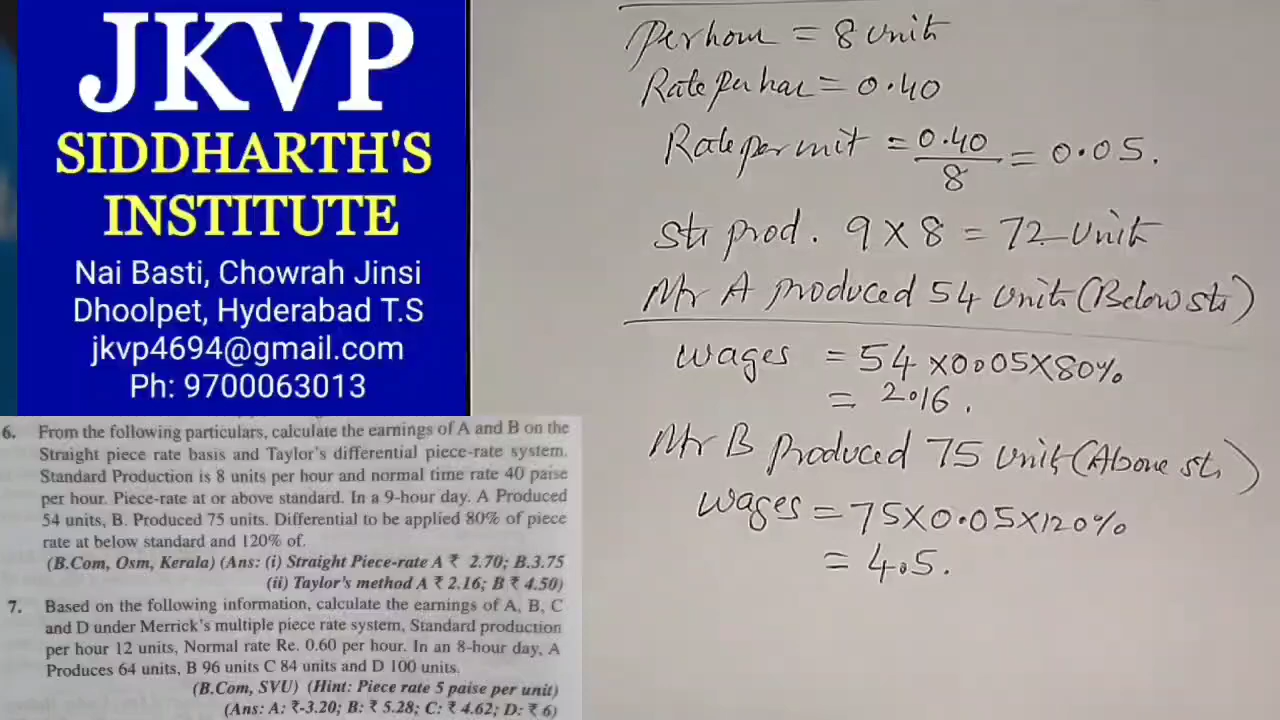 JKVP
SIDDHARTH'S
INSTITUTE
Nai Basti, Chowrah Jinsi
Dhoolpet, Hyderabad T.S
jkvp4694@gmail.com
Ph: 9700063013
6. From the following particulars, calculate the earnings of A and B on the
Straight piece rate basis and Taylor's differential piece-rate system.
Standard Production is 8 units per hour and normal time rate 40 paise
per hour. Piece-rate at or above standard. In a 9-hour day. A Produced
54 units, B. Produced 75 units. Differential to be applied 80% of piece
rate at below standard and 120% of.
(B.Com, Osm, Kerala) (Ans: (i) Straight Piece-rate A ₹ 2.70; B.3.75
(ii) Taylor's method A ₹ 2.16; B ₹ 4.50)
7. Based on the following information, calculate the earnings of A, B, C
and D under Merrick's multiple piece rate system, Standard production
per hour 12 units, Normal rate Re. 0.60 per hour. In an 8-hour day, A
Produces 64 units, B 96 units C 84 units and D 100 units.
(B.Com, SVU) (Hint: Piece rate 5 paise per unit)
(Ans: A: ₹-3.20; B: ₹ 5.28; C: ₹ 4.62; D: ₹ 6)
Per hour = 8 Unit
Rate per hour = 0.40
Rate per unit = 0.40/8 = 0.05.
Std prod. 9 X 8 = 72 Unit
Mr A produced 54 Units (Below std)
Wages = 54 X 0.05 X 80%
= 2.16.
Mr B produced 75 Unit (Above std)
Wages = 75 X 0.05 X 120%
= 4.5.